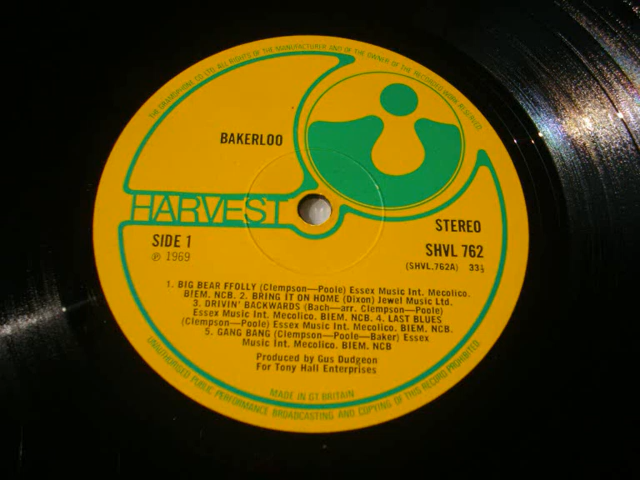 THE GRAMOPHONE CO. LTD. ALL RIGHTS OF THE MANUFACTURER AND OF THE OWNER OF THE RECORDED WORK RESERVED
BAKERLOO
HARVEST
STEREO
SIDE 1
SHVL 762
℗ 1969
(SHVL.762A) 33⅓
1. BIG BEAR FFOLLY (Clempson—Poole) Essex Music Int. Mecolico.
BIEM. NCB. 2. BRING IT ON HOME (Dixon) Jewel Music Ltd.
3. DRIVIN' BACKWARDS (Bach—arr. Clempson—Poole)
Essex Music Int. Mecolico. BIEM. NCB. 4. LAST BLUES
(Clempson—Poole) Essex Music Int. Mecolico. BIEM. NCB.
5. GANG BANG (Clempson—Poole—Baker) Essex
Music Int. Mecolico. BIEM. NCB
Produced by Gus Dudgeon
For Tony Hall Enterprises
MADE IN GT BRITAIN
UNAUTHORISED PUBLIC PERFORMANCE BROADCASTING AND COPYING OF THIS RECORD PROHIBITED